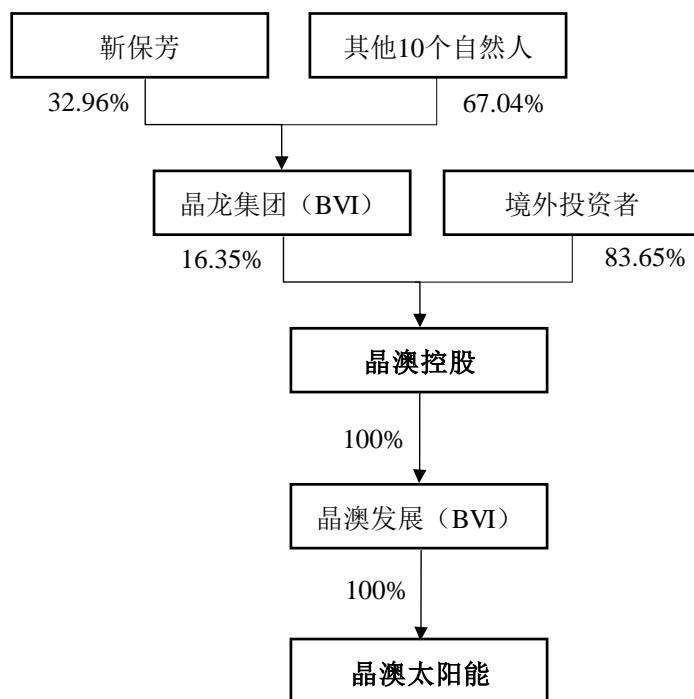 靳保芳
其他10个自然人
32.96%
67.04%
晶龙集团（BVI）
境外投资者
16.35%
83.65%
晶澳控股
100%
晶澳发展（BVI）
100%
晶澳太阳能